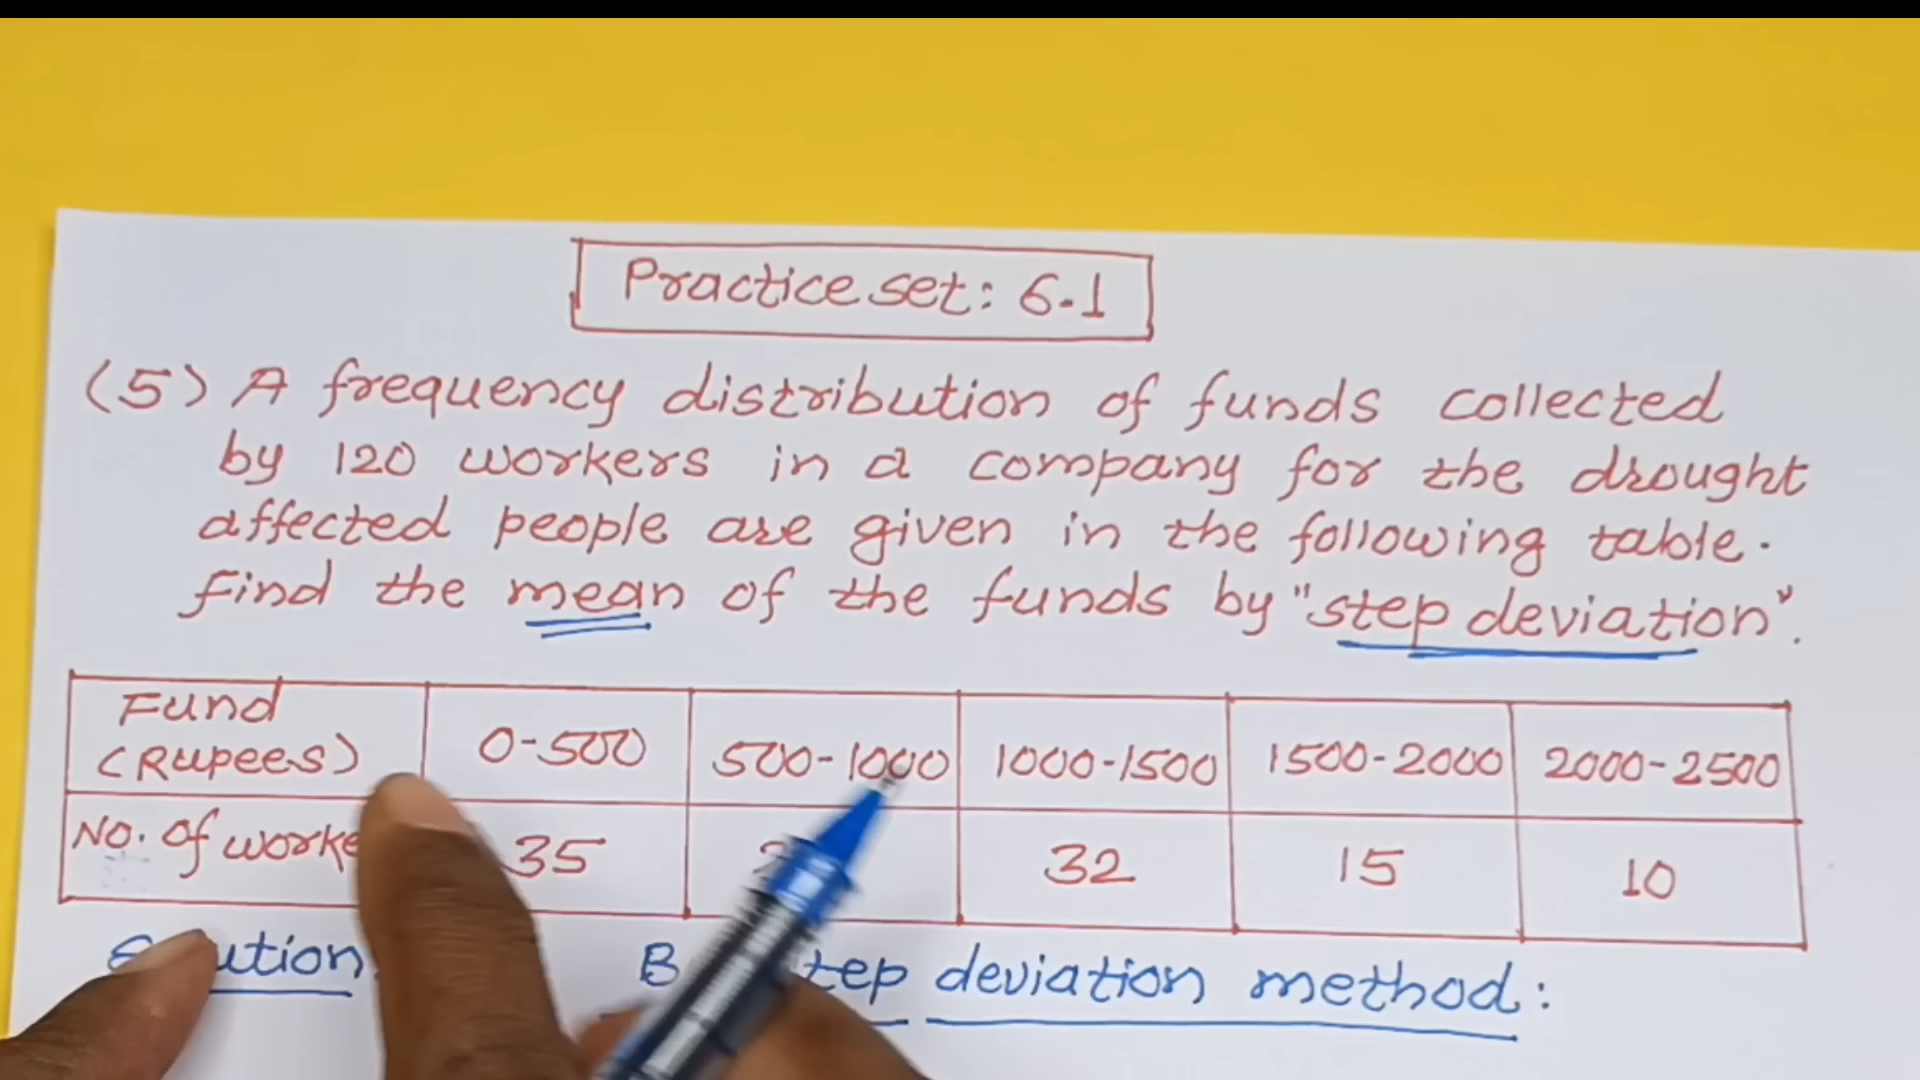 Practice set: 6.1
(5) A frequency distribution of funds collected
by 120 workers in a company for the drought
affected people are given in the following table.
Find the mean of the funds by "step deviation".
Fund (Rupees) 0-500 500-1000 1000-1500 1500-2000 2000-2500
No. of 35 32 15 10
deviation method: